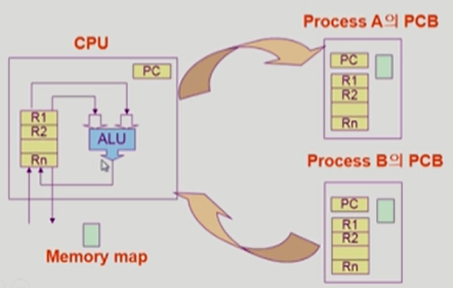 CPU
PC
R1
R2
Rn
ALU
Memory map
Process A의 PCB
PC
R1
R2
Rn
Process B의 PCB
PC
R1
R2
Rn